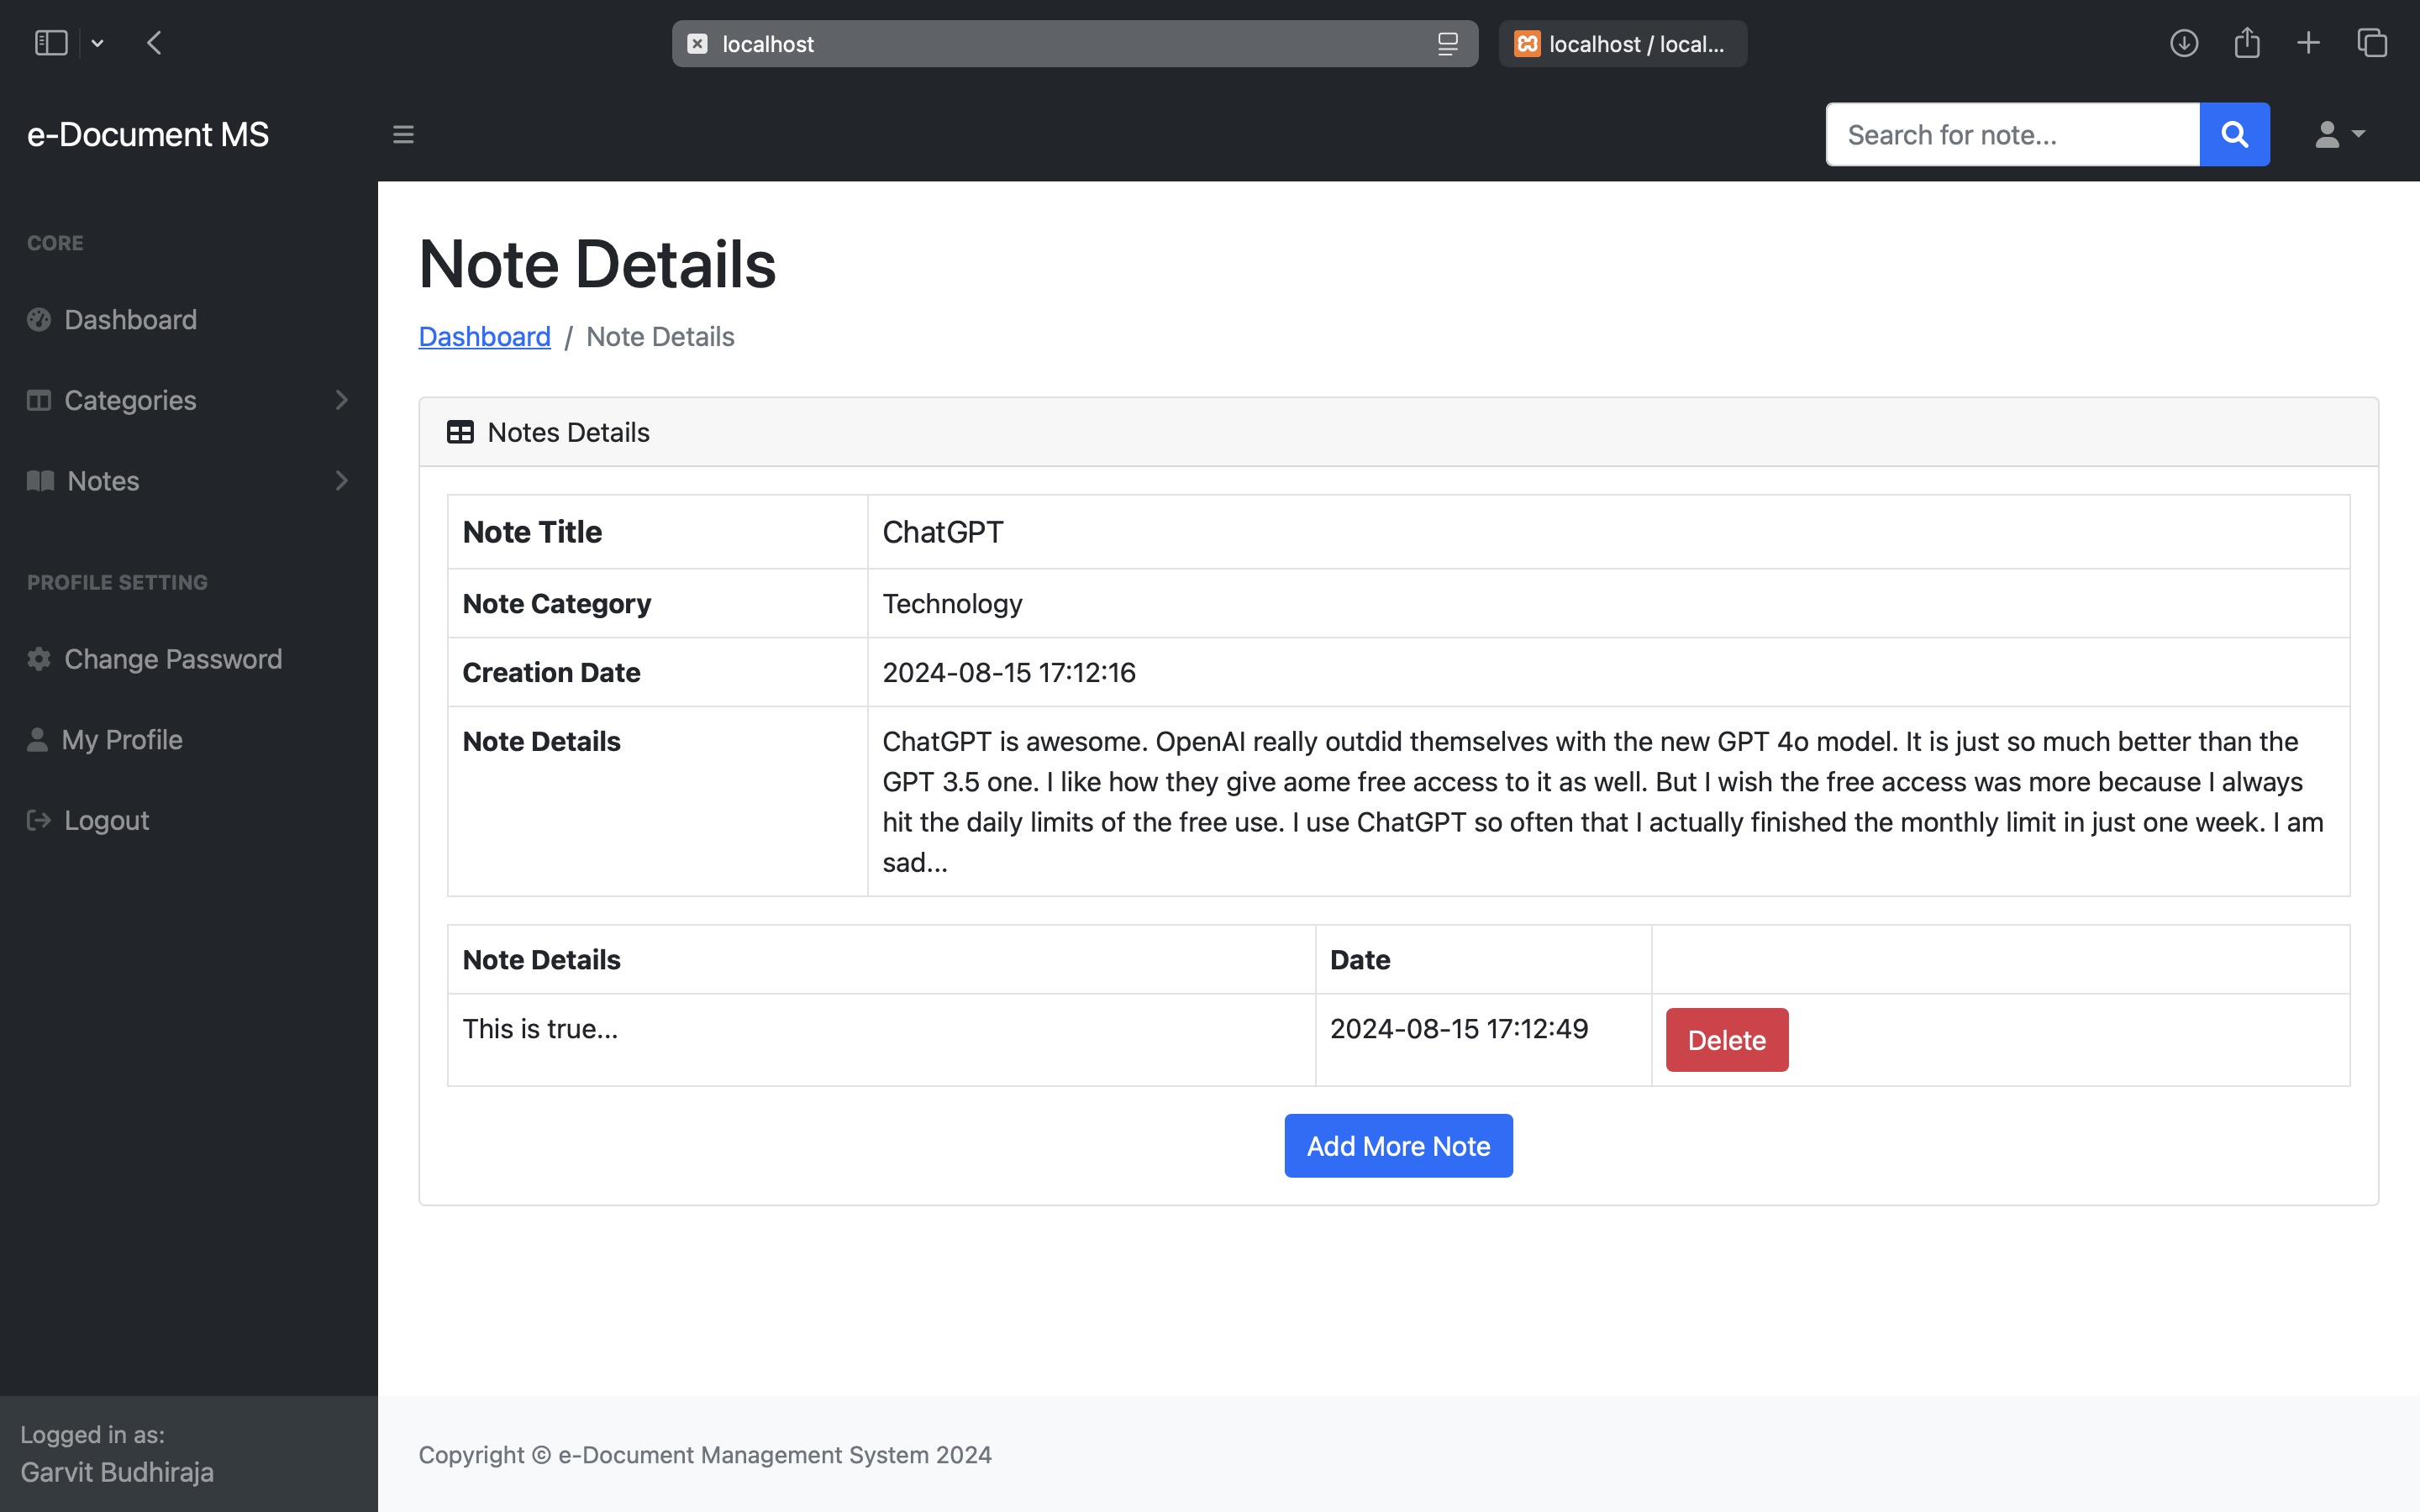 localhost
localhost / local...
e-Document MS
Search for note...
CORE
Dashboard
Categories
Notes
PROFILE SETTING
Change Password
My Profile
Logout
Logged in as:
Garvit Budhiraja
Note Details
Dashboard / Note Details
Notes Details
Note Title ChatGPT
Note Category Technology
Creation Date 2024-08-15 17:12:16
Note Details ChatGPT is awesome. OpenAI really outdid themselves with the new GPT 4o model. It is just so much better than the
GPT 3.5 one. I like how they give aome free access to it as well. But I wish the free access was more because I always
hit the daily limits of the free use. I use ChatGPT so often that I actually finished the monthly limit in just one week. I am
sad...
Note Details Date
This is true... 2024-08-15 17:12:49 Delete
Add More Note
Copyright © e-Document Management System 2024